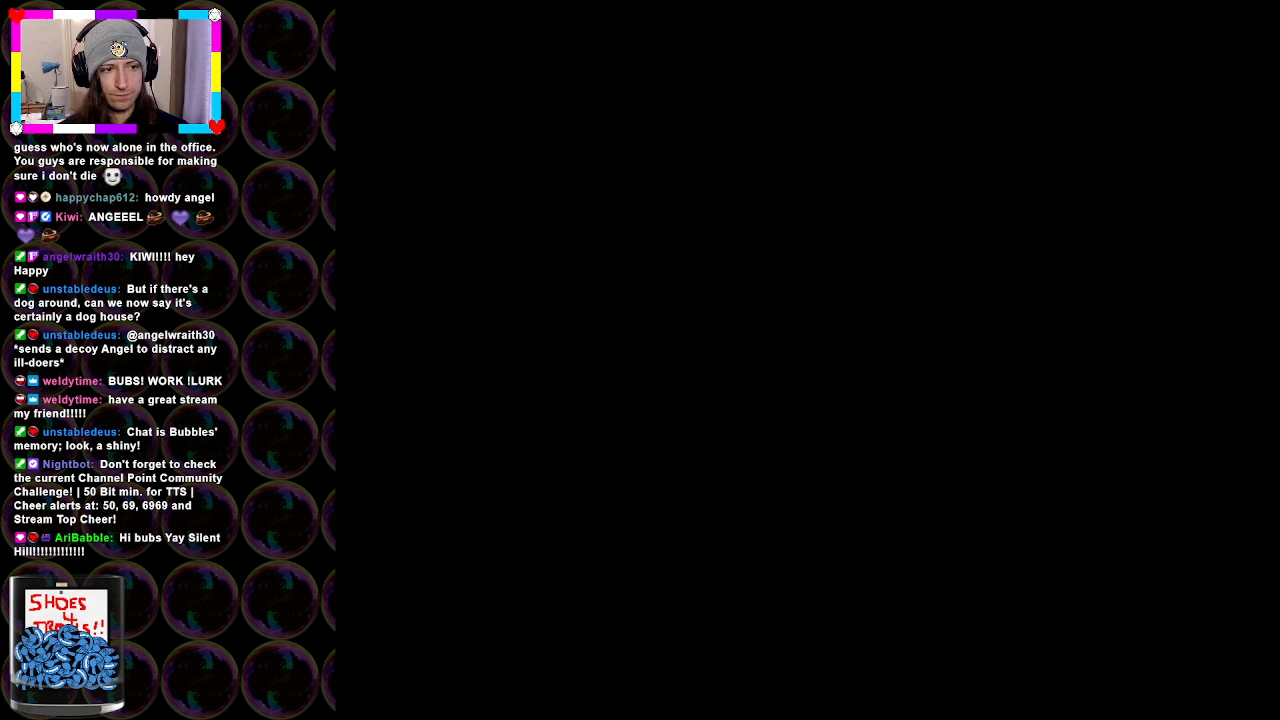 guess who's now alone in the office.
You guys are responsible for making
sure i don't die
happychap612: howdy angel
Kiwi: ANGEEEL
angelwraith30: KIWI!!!! hey
Happy
unstabledeus: But if there's a
dog around, can we now say it's
certainly a dog house?
unstabledeus: @angelwraith30
*sends a decoy Angel to distract any
ill-doers*
weldytime: BUBS! WORK !LURK
weldytime: have a great stream
my friend!!!!!
unstabledeus: Chat is Bubbles'
memory; look, a shiny!
Nightbot: Don't forget to check
the current Channel Point Community
Challenge! | 50 Bit min. for TTS |
Cheer alerts at: 50, 69, 6969 and
Stream Top Cheer!
AriBabble: Hi bubs Yay Silent
Hill!!!!!!!!!!!!!
SHOES
4